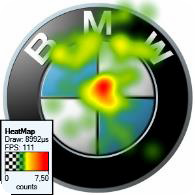 BMW
HeatMap
Draw: 8992µs
FPS: 111
0 7,50
counts